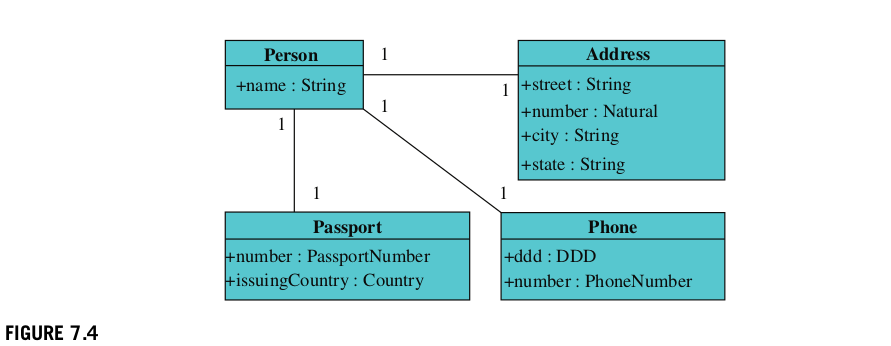 Person
+name : String
1
1
1
1
1
1
Address
+street : String
+number : Natural
+city : String
+state : String
Passport
+number : PassportNumber
+issuingCountry : Country
Phone
+ddd : DDD
+number : PhoneNumber
FIGURE 7.4